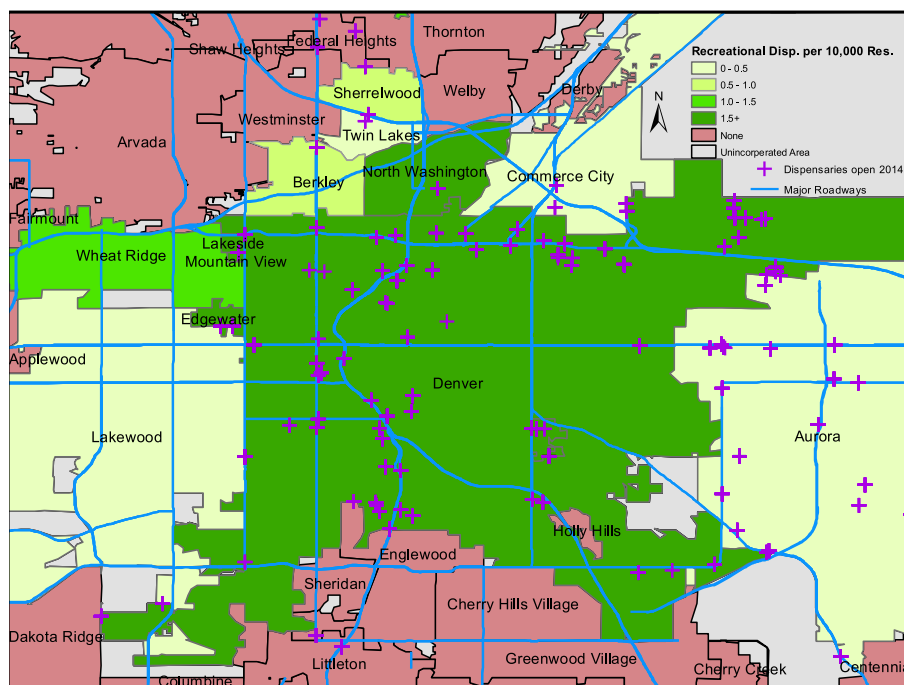 Thornton
Federal Heights
Shaw Heights
Recreational Disp. per 10,000 Res.
0 - 0.5
0.5 - 1.0
1.0 - 1.5
1.5+
None
Unincorperated Area
Dispensaries open 2014
Major Roadways
N
Sherrelwood
Welby
Derby
Westminster
Twin Lakes
Arvada
North Washington
Commerce City
Berkley
Fairmount
Lakeside
Wheat Ridge
Mountain View
Edgewater
Applewood
Denver
Lakewood
Aurora
Holly Hills
Englewood
Sheridan
Cherry Hills Village
Dakota Ridge
Littleton
Greenwood Village
Cherry Creek
Centenni
Columbine